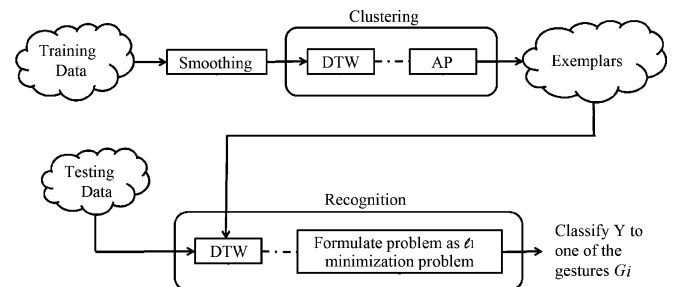 Clustering
Training
Data
Smoothing
DTW
AP
Exemplars
Testing
Data
Recognition
DTW
Formulate problem as ℓ1
minimization problem
Classify Y to
one of the
gestures Gi